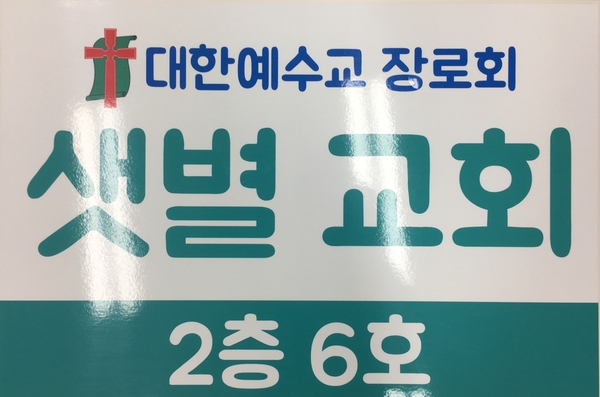 대한예수교 장로회
샛별 교회
2층 6호